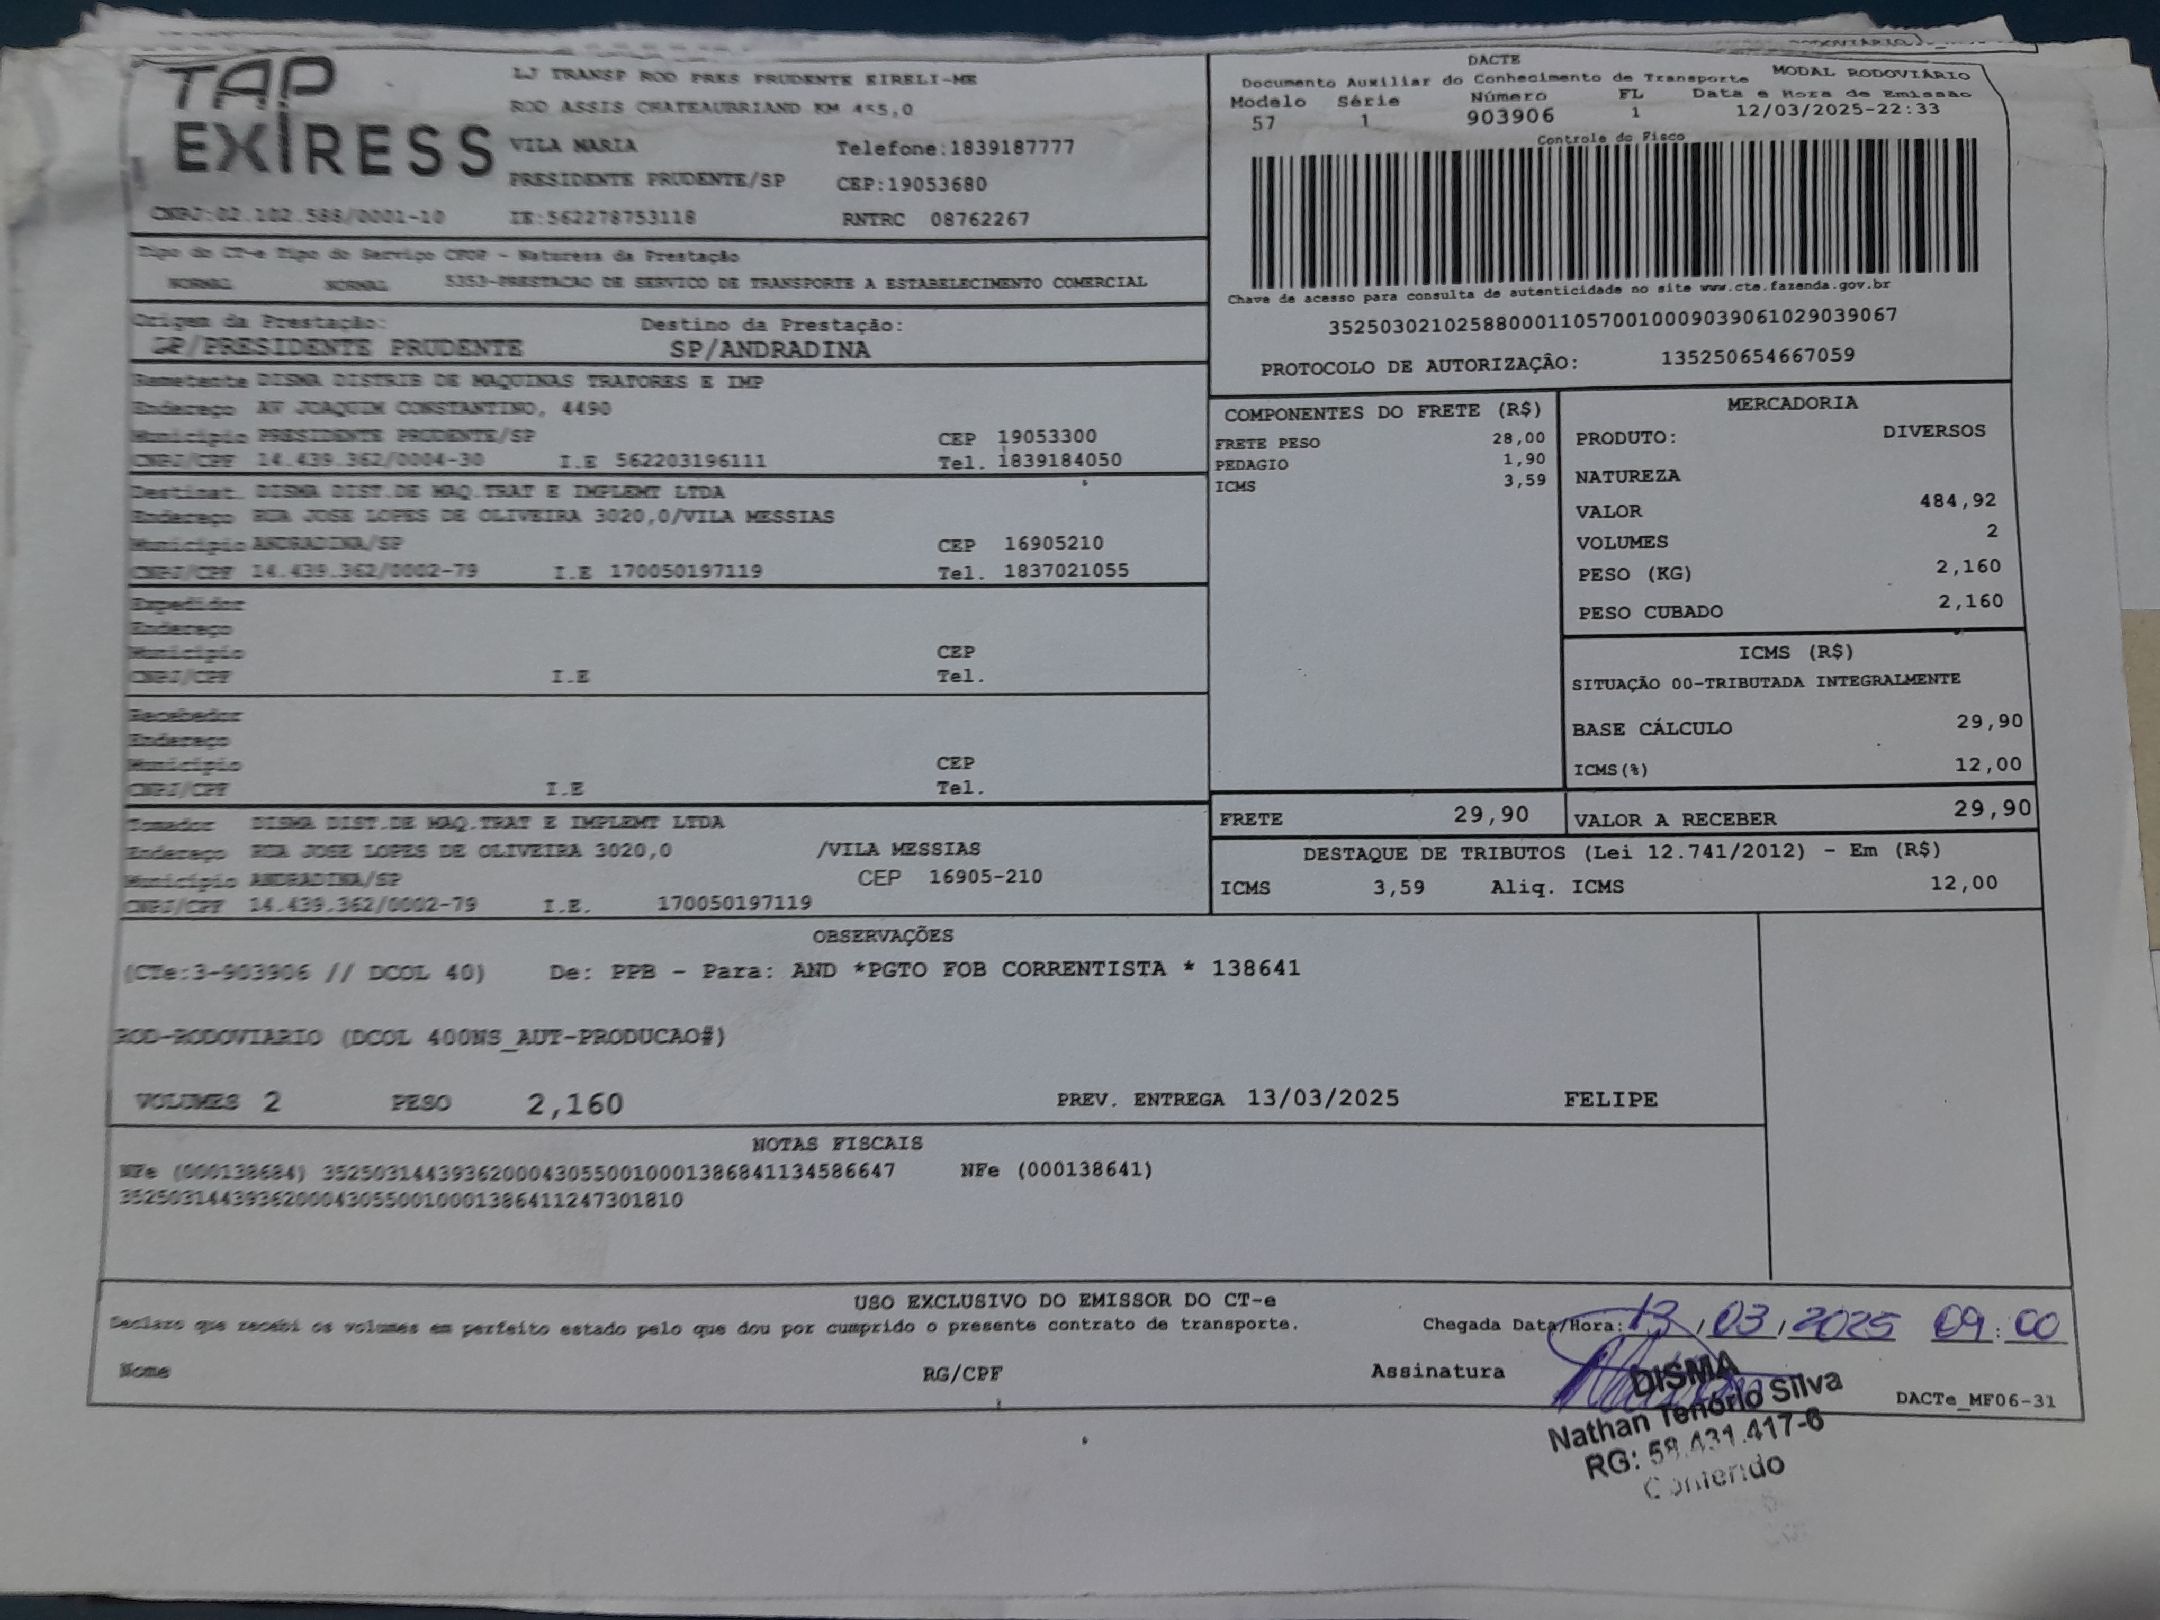 TAP
EXIRESS
LJ TRANSP ROD PRES PRUDENTE EIRELI-ME
ROD ASSIS CHATEAUBRIAND KM 455,0
VILA MARIA Telefone:1839187777
PRESIDENTE PRUDENTE/SP CEP:19053680
CNPJ:02.102.588/0001-10 IE:562278753118 RNTRC 08762267
Tipo do CT-e Tipo do Serviço CFOP - Natureza da Prestação
NORMAL NORMAL 5353-PRESTACAO DE SERVICO DE TRANSPORTE A ESTABELECIMENTO COMERCIAL
Origem da Prestação: Destino da Prestação:
SP/PRESIDENTE PRUDENTE SP/ANDRADINA
Remetente DISMA DISTRIB DE MAQUINAS TRATORES E IMP
Endereço AV JOAQUIM CONSTANTINO, 4490
Municipio PRESIDENTE PRUDENTE/SP CEP 19053300
CNPJ/CPF 14.439.362/0004-30 I.E 562203196111 Tel. 1839184050
Destinat. DISMA DIST.DE MAQ.TRAT E IMPLEMT LTDA
Endereço RUA JOSE LOPES DE OLIVEIRA 3020,0/VILA MESSIAS
Municipio ANDRADINA/SP CEP 16905210
CNPJ/CPF 14.439.362/0002-79 I.E 170050197119 Tel. 1837021055
Expedidor
Endereço
Municipio CEP
CNPJ/CPF I.E Tel.
Recebedor
Endereço
Municipio CEP
CNPJ/CPF I.E Tel.
Tomador DISMA DIST.DE MAQ.TRAT E IMPLEMT LTDA
Endereço RUA JOSE LOPES DE OLIVEIRA 3020,0 /VILA MESSIAS
Municipio ANDRADINA/SP CEP 16905-210
CNPJ/CPF 14.439.362/0002-79 I.E. 170050197119
DACTE
Documento Auxiliar do Conhecimento de Transporte MODAL RODOVIÁRIO
Modelo Série Número FL Data e Hora de Emissão
57 1 903906 1 12/03/2025-22:33
Controle do Fisco
Chave de acesso para consulta de autenticidade no site www.cte.fazenda.gov.br
35250302102588000110570010009039061029039067
PROTOCOLO DE AUTORIZAÇÂO: 135250654667059
COMPONENTES DO FRETE (R$)
FRETE PESO 28,00
PEDAGIO 1,90
ICMS 3,59
MERCADORIA
PRODUTO: DIVERSOS
NATUREZA
VALOR 484,92
VOLUMES 2
PESO (KG) 2,160
PESO CUBADO 2,160
ICMS (R$)
SITUAÇÃO 00-TRIBUTADA INTEGRALMENTE
BASE CÁLCULO 29,90
ICMS(%) 12,00
FRETE 29,90 VALOR A RECEBER 29,90
DESTAQUE DE TRIBUTOS (Lei 12.741/2012) - Em (R$)
ICMS 3,59 Aliq. ICMS 12,00
OBSERVAÇÕES
(CTe:3-903906 // DCOL 40) De: PPB - Para: AND *PGTO FOB CORRENTISTA * 138641
ROD-RODOVIARIO (DCOL 400NS_AUT-PRODUCAO#)
VOLUMES 2 PESO 2,160 PREV. ENTREGA 13/03/2025 FELIPE
NOTAS FISCAIS
NFe (000138684) 35250314439362000430550010001386841134586647 NFe (000138641)
35250314439362000430550010001386411247301810
USO EXCLUSIVO DO EMISSOR DO CT-e
Declaro que recebi os volumes em perfeito estado pelo que dou por cumprido o presente contrato de transporte. Chegada Data/Hora: 13/03/2025 09:00
Nome RG/CPF Assinatura
DISMA
Nathan Tenório Silva
RG: 58.431.417-6
DACTe_MF06-31